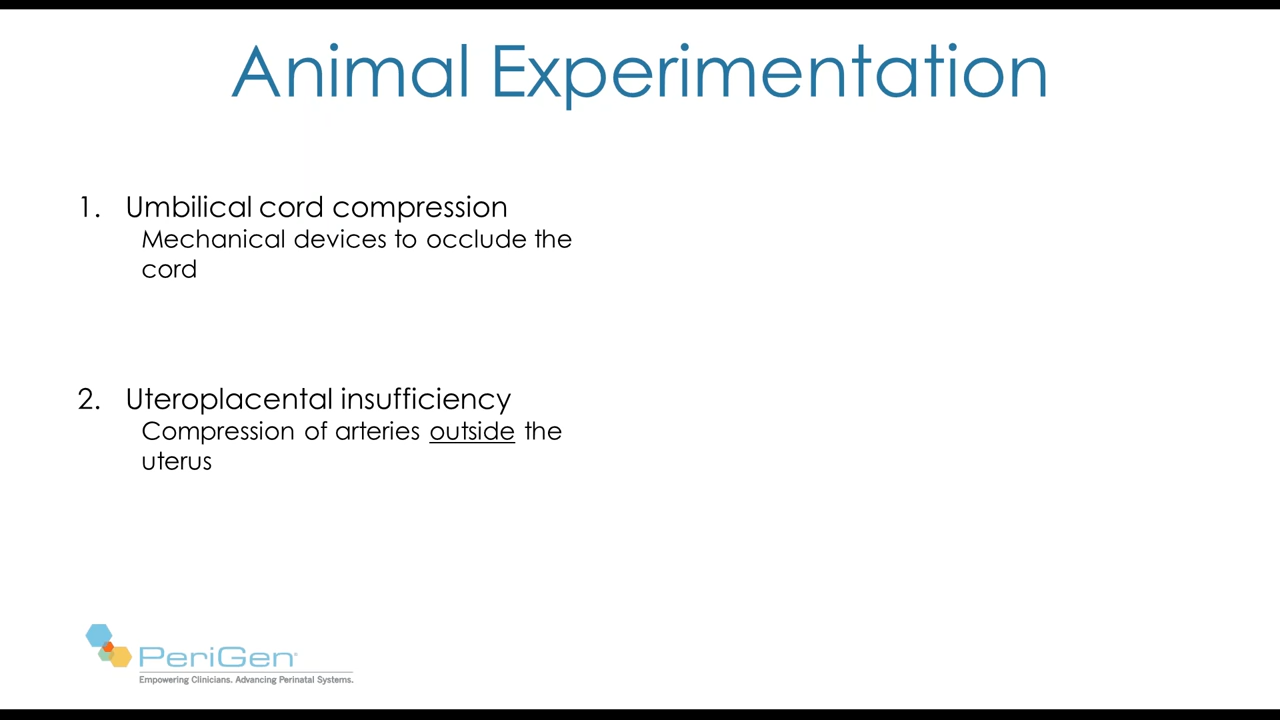 Animal Experimentation
1. Umbilical cord compression
Mechanical devices to occlude the
cord
2. Uteroplacental insufficiency
Compression of arteries outside the
uterus
PeriGen
Empowering Clinicians. Advancing Perinatal Systems.